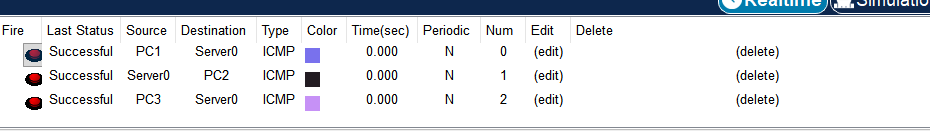 Realtime Simulation
Fire Last Status Source Destination Type Color Time(sec) Periodic Num Edit Delete
Successful PC1 Server0 ICMP 0.000 N 0 (edit) (delete)
Successful Server0 PC2 ICMP 0.000 N 1 (edit) (delete)
Successful PC3 Server0 ICMP 0.000 N 2 (edit) (delete)